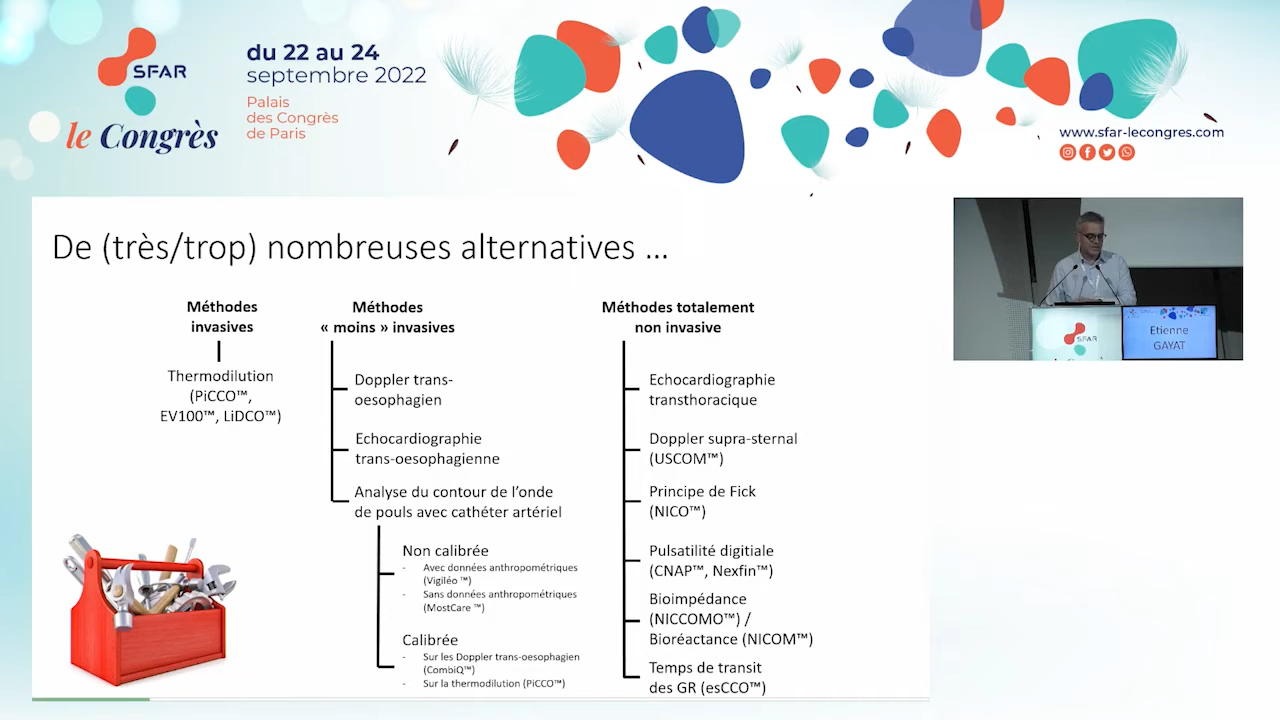 SFAR
le Congrès
du 22 au 24
septembre 2022
Palais
des Congrès
de Paris
www.sfar-lecongres.com
De (très/trop) nombreuses alternatives ...
Méthodes
invasives
Thermodilution
(PiCCO™,
EV100™, LiDCO™)
Méthodes
« moins » invasives
Doppler trans-
oesophagien
Echocardiographie
trans-oesophagienne
Analyse du contour de l'onde
de pouls avec cathéter artériel
Non calibrée
- Avec données anthropométriques
(Vigiléo ™)
- Sans données anthropométriques
(MostCare ™)
Calibrée
- Sur les Doppler trans-oesophagien
(CombiQ™)
- Sur la thermodilution (PiCCO™)
Méthodes totalement
non invasive
Echocardiographie
transthoracique
Doppler supra-sternal
(USCOM™)
Principe de Fick
(NICO™)
Pulsatilité digitiale
(CNAP™, Nexfin™)
Bioimpédance
(NICCOMO™) /
Bioréactance (NICOM™)
Temps de transit
des GR (esCCO™)
SFAR
le Congrès
Etienne
GAYAT